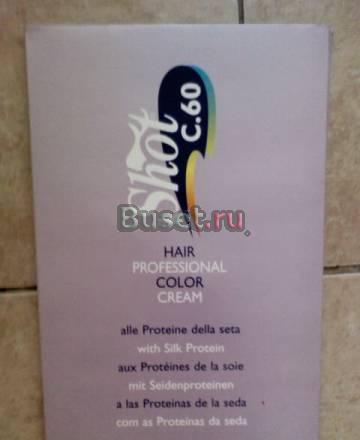 Shot
C.60
Buset.ru
HAIR
PROFESSIONAL
COLOR
CREAM
alle Proteine della seta
with Silk Protein
aux Protéines de la soie
mit Seidenproteinen
a las Proteinas de la seda
com as Proteínas da seda